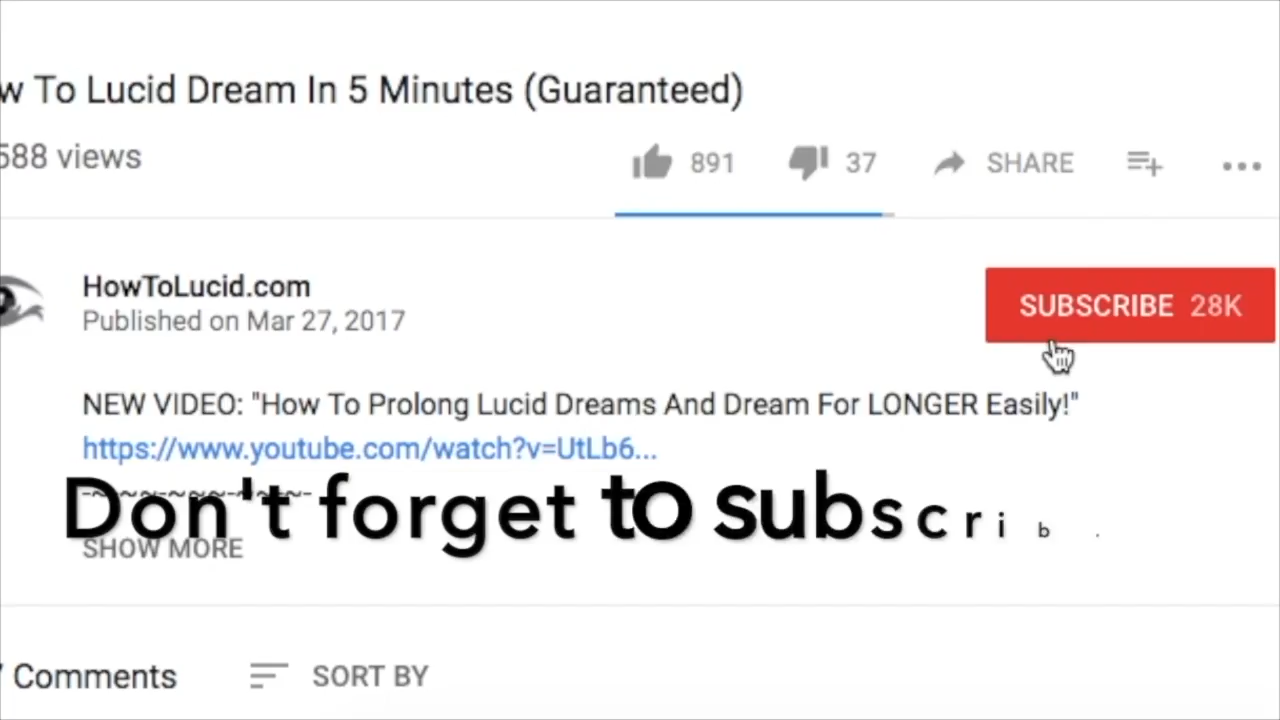 w To Lucid Dream In 5 Minutes (Guaranteed)
588 views
891 37 SHARE
HowToLucid.com
Published on Mar 27, 2017
SUBSCRIBE 28K
NEW VIDEO: "How To Prolong Lucid Dreams And Dream For LONGER Easily!"
https://www.youtube.com/watch?v=UtLb6...
Don't forget to subscrib
SHOW MORE
Comments SORT BY